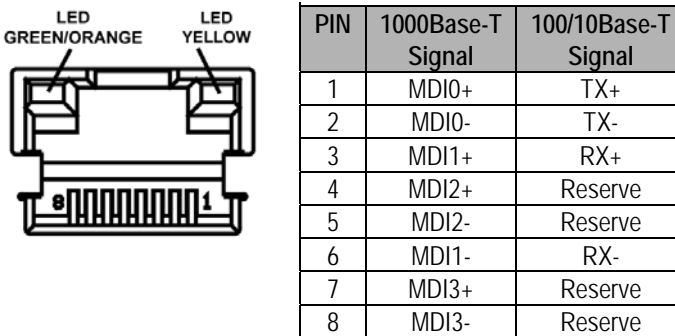 LED
GREEN/ORANGE
LED
YELLOW
8 1
PIN 1000Base-T Signal 100/10Base-T Signal
1 MDI0+ TX+
2 MDI0- TX-
3 MDI1+ RX+
4 MDI2+ Reserve
5 MDI2- Reserve
6 MDI1- RX-
7 MDI3+ Reserve
8 MDI3- Reserve